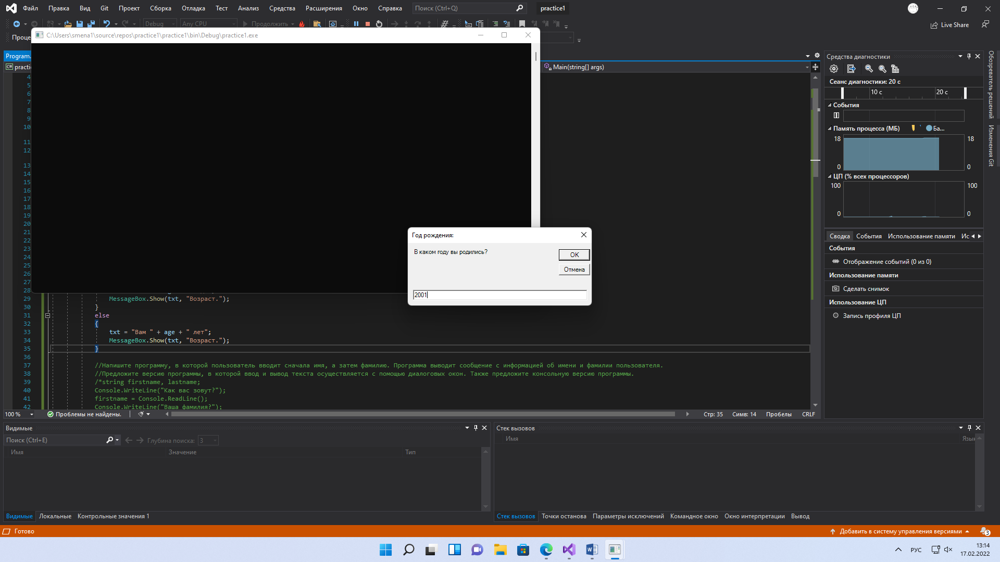 Файл Правка Вид Git Проект Сборка Отладка Тест Анализ Средства Расширения Окно Справка Поиск (Ctrl+Q) practice1
Debug Any CPU Продолжить Live Share
Проце
C:\Users\smena1\source\repos\practice1\practice1\bin\Debug\practice1.exe
Program.
practic
Main(string[] args)
4
5
6
7
8
9
10
11
12
13
14
15
16
17
18
19
20
21
22
23
24
25
26
27
28
29 MessageBox.Show(txt, "Возраст.");
30 }
31 else
32 {
33 txt = "Вам " + age + " лет";
34 MessageBox.Show(txt, "Возраст.");
35 }
36
37 //Напишите программу, в которой пользователь вводит сначала имя, а затем фамилию. Программа выводит сообщение с информацией об имени и фамилии пользователя.
38 //Предложите версию программы, в которой ввод и вывод текста осуществляется с помощью диалоговых окон. Также предложите консольную версию программы.
39 /*string firstname, lastname;
40 Console.WriteLine("Как вас зовут?");
41 firstname = Console.ReadLine();
42 Console.WriteLine("Ваша фамилия?");
Год рождения:
В каком году вы родились?
OK
Отмена
2001
100 % Проблемы не найдены. Стр: 35 Симв: 14 Пробелы CRLF
Средства диагностики
Сеанс диагностики: 20 с
10 с 20 с
События
Память процесса (МБ) Ба...
18 18
0 0
ЦП (% всех процессоров)
100 100
0 0
Сводка События Использование памяти Ис
События
Отображение событий (0 из 0)
Использование памяти
Сделать снимок
Использование ЦП
Запись профиля ЦП
Обозреватель решений
Изменения Git
Видимые
Поиск (Ctrl+E) Глубина поиска: 3
Имя Значение Тип
Видимые Локальные Контрольные значения 1
Стек вызовов
Имя Язык
Стек вызовов Точки останова Параметры исключений Командное окно Окно интерпретации Вывод
Готово Добавить в систему управления версиями 3
РУС 13:14
17.02.2022